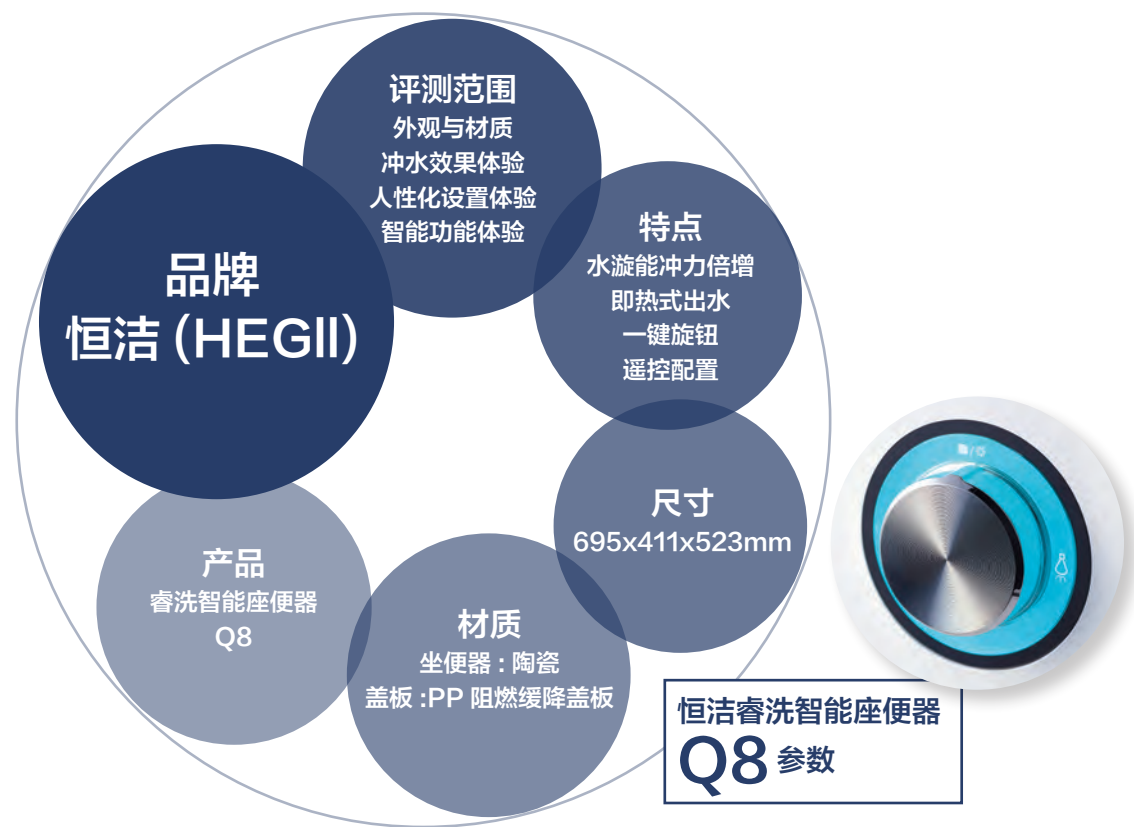 评测范围
外观与材质
冲水效果体验
人性化设置体验
智能功能体验
品牌
恒洁 (HEGII)
特点
水漩能冲力倍增
即热式出水
一键旋钮
遥控配置
尺寸
695x411x523mm
产品
睿洗智能座便器
Q8
材质
坐便器 : 陶瓷
盖板 :PP 阻燃缓降盖板
恒洁睿洗智能座便器
Q8 参数